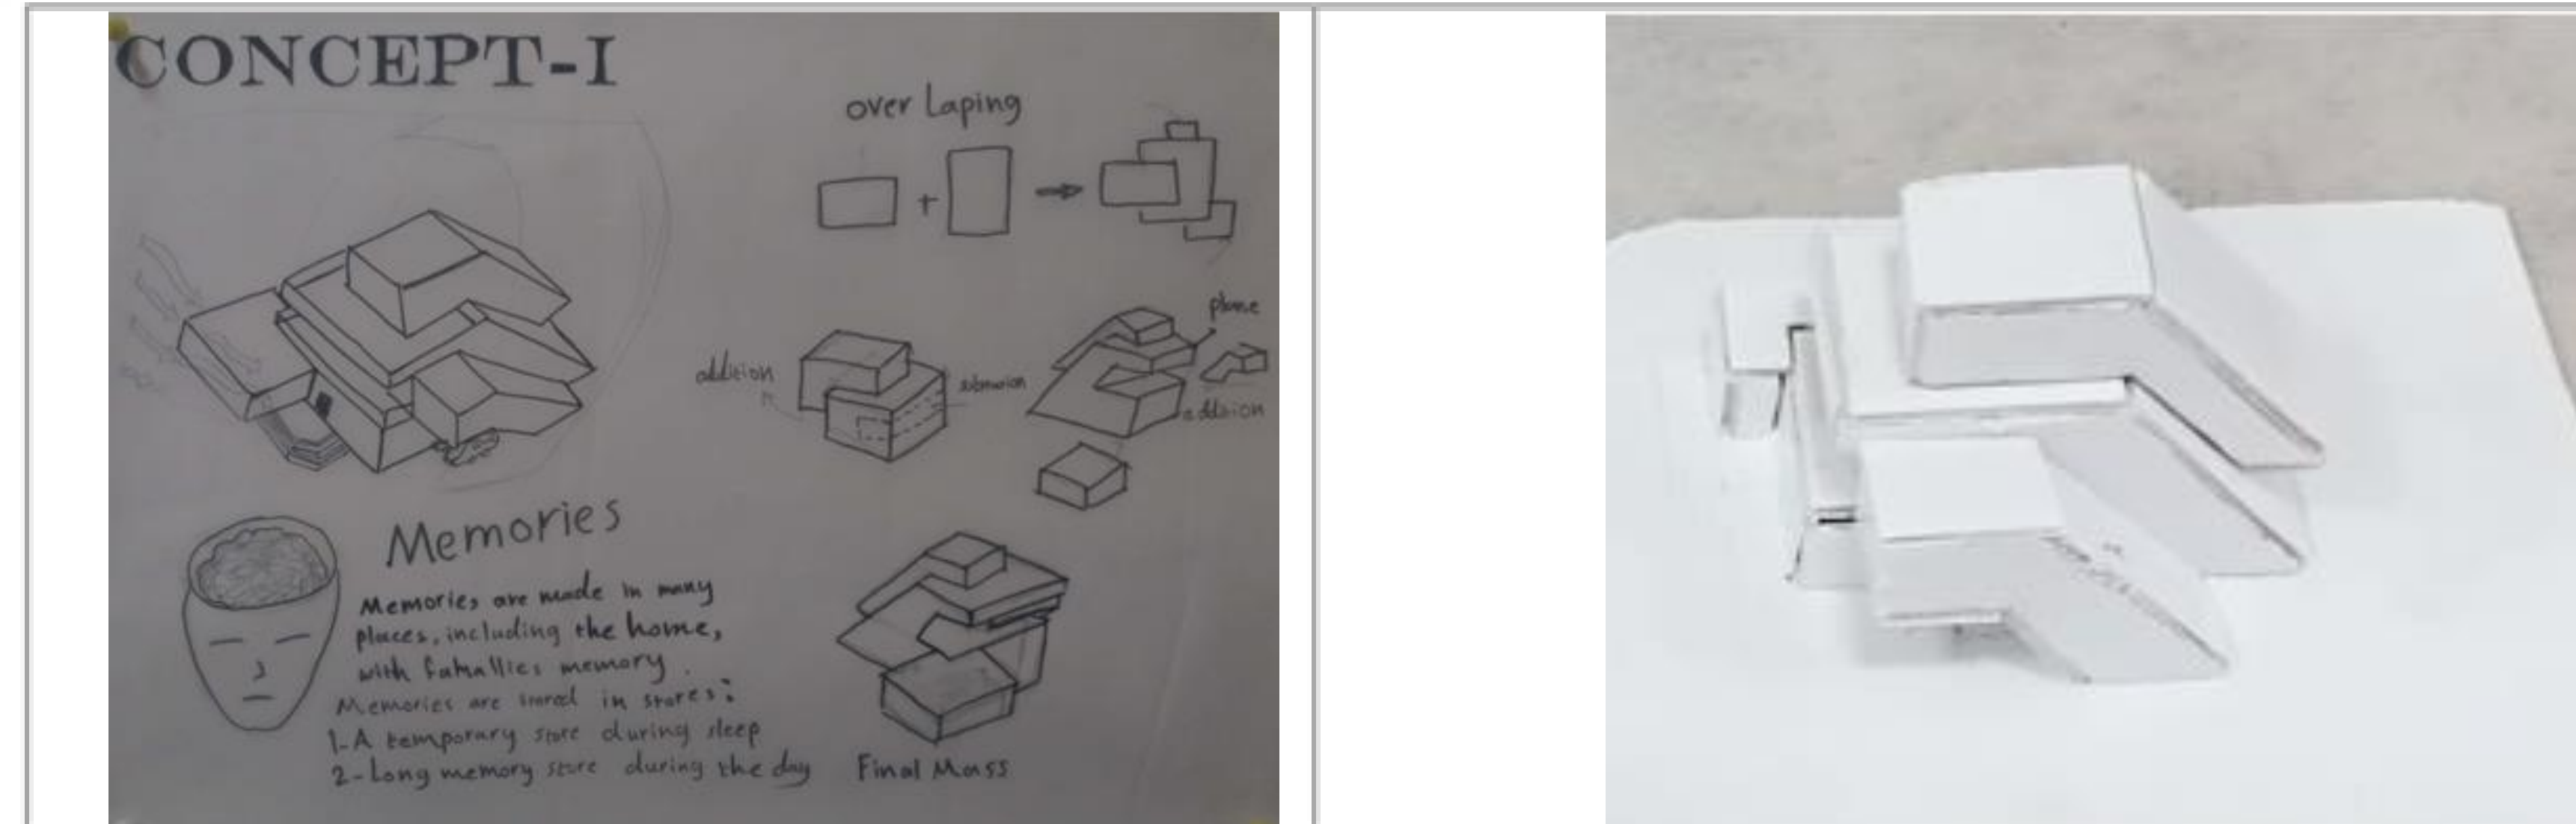 CONCEPT-I
over Laping
+
plane
addition
Memories
Memories are made in many
places, including the home,
with famallies memory.
Memories are stored in stores:
1-A temporary store during sleep
2-Long memory store during the day
Final Mass